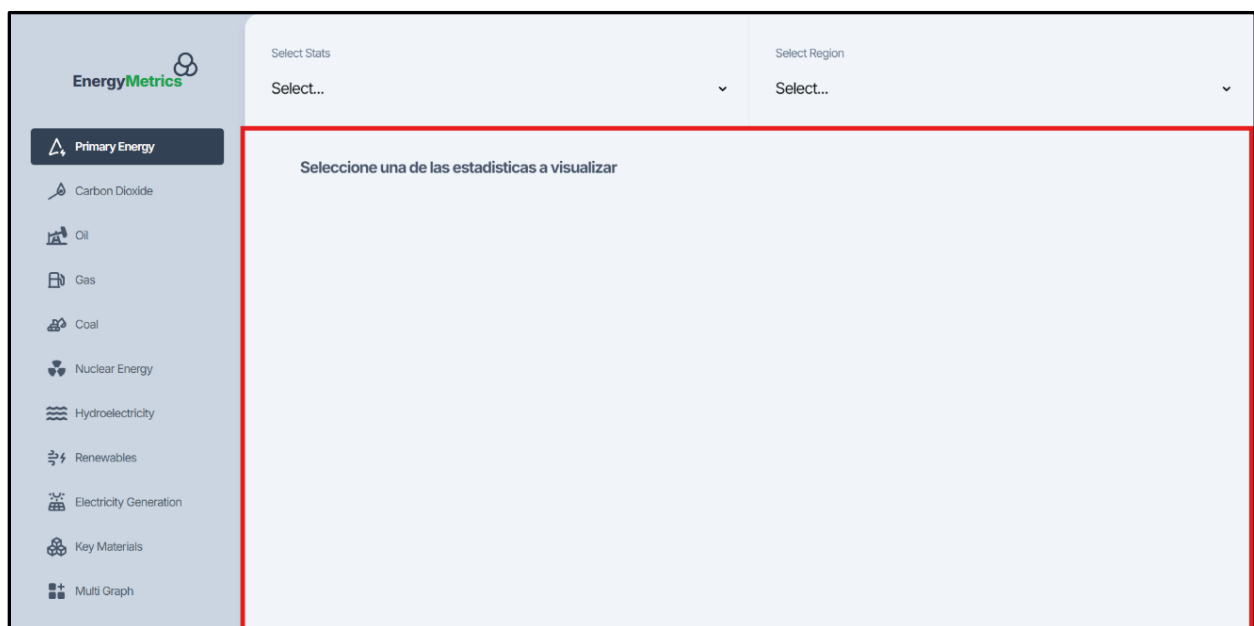 EnergyMetrics
Select Stats
Select...
Select Region
Select...
Primary Energy
Seleccione una de las estadisticas a visualizar
Carbon Dioxide
Oil
Gas
Coal
Nuclear Energy
Hydroelectricity
Renewables
Electricity Generation
Key Materials
Multi Graph